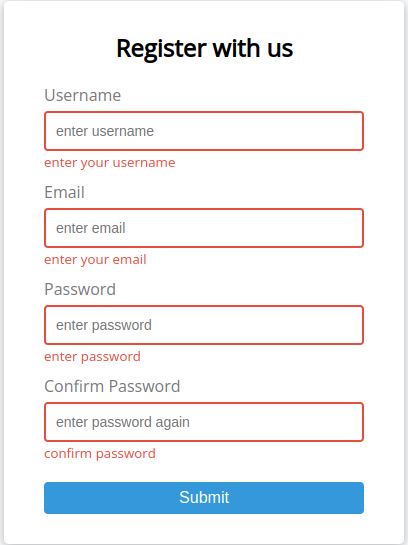 Register with us
Username
enter username
enter your username
Email
enter email
enter your email
Password
enter password
enter password
Confirm Password
enter password again
confirm password
Submit